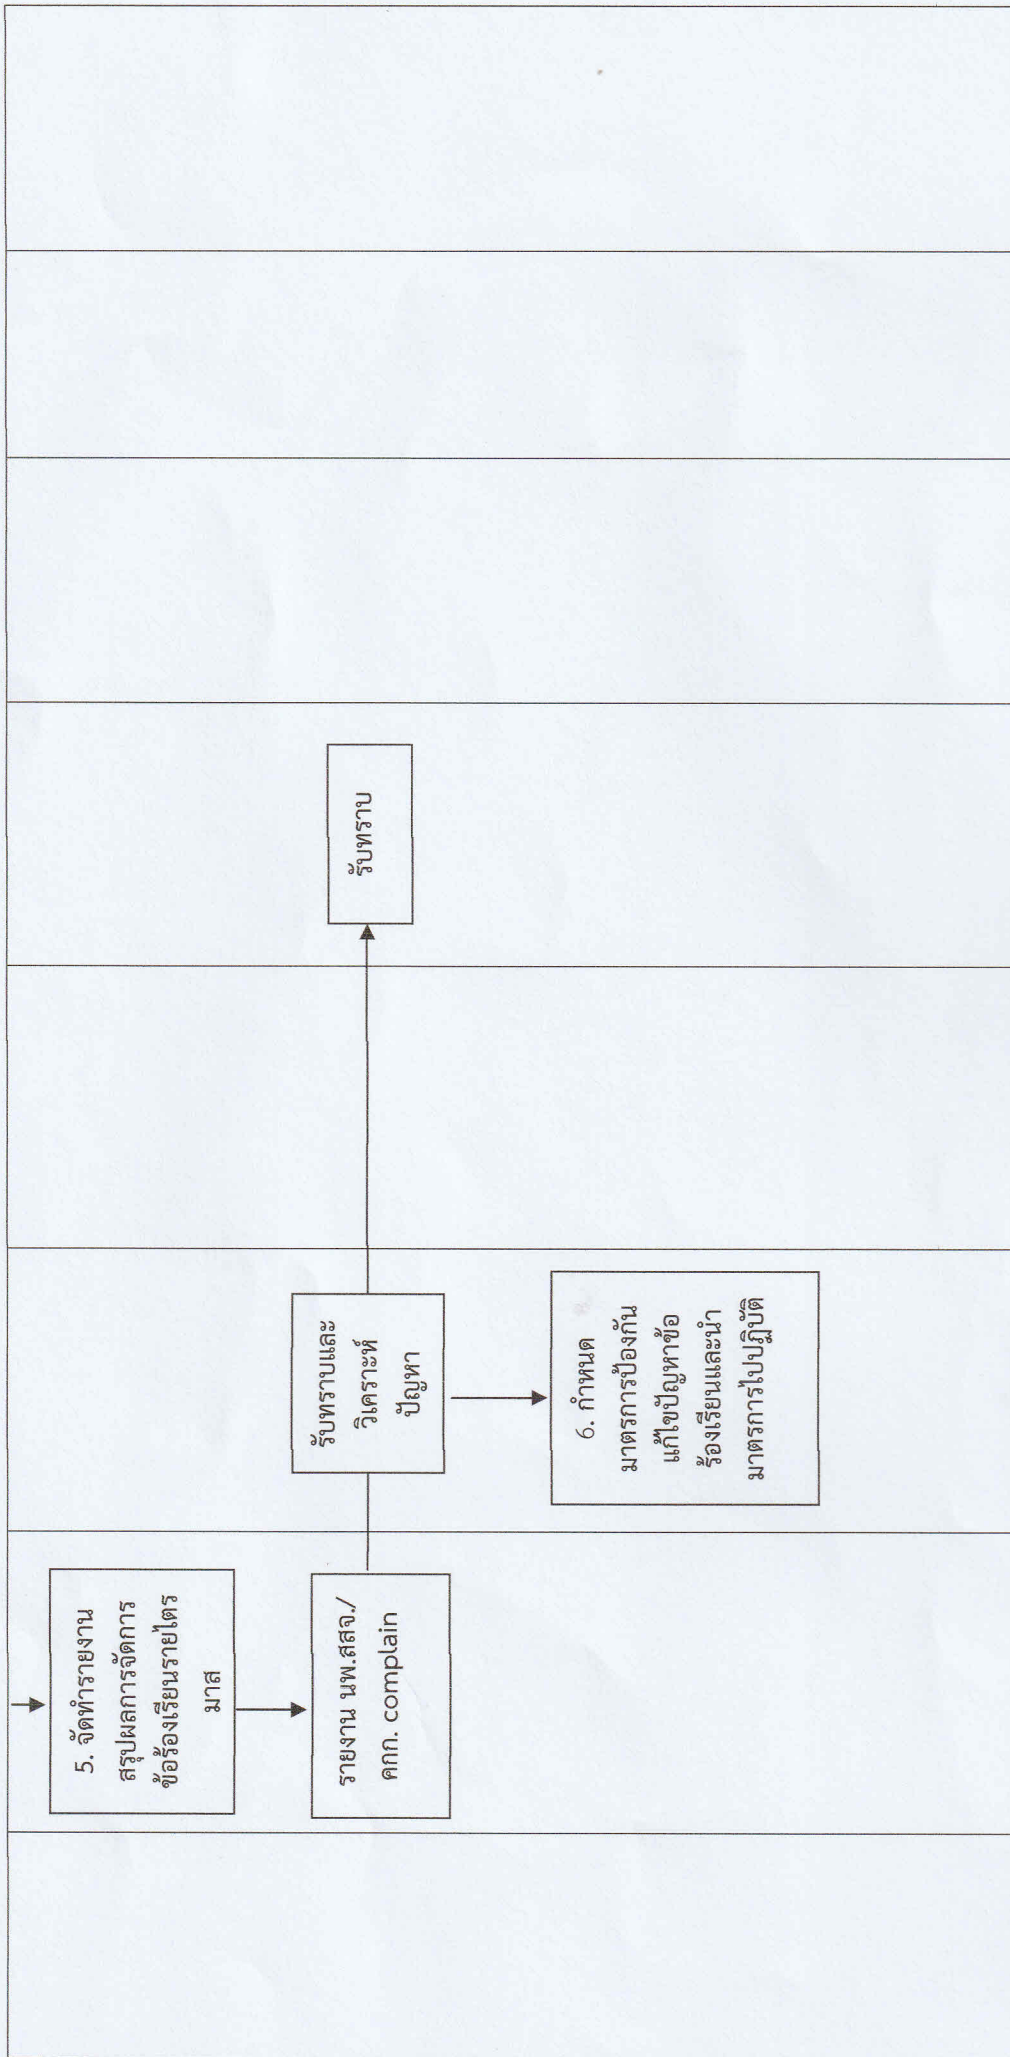 5. จัดทำรายงาน
สรุปผลการจัดการ
ข้อร้องเรียนรายไตร
มาส
รายงาน นพ.สสจ./
คกก. complain
รับทราบและ
วิเคราะห์
ปัญหา
รับทราบ
6. กำหนด
มาตรการป้องกัน
แก้ไขปัญหาข้อ
ร้องเรียนและนำ
มาตรการไปปฏิบัติ